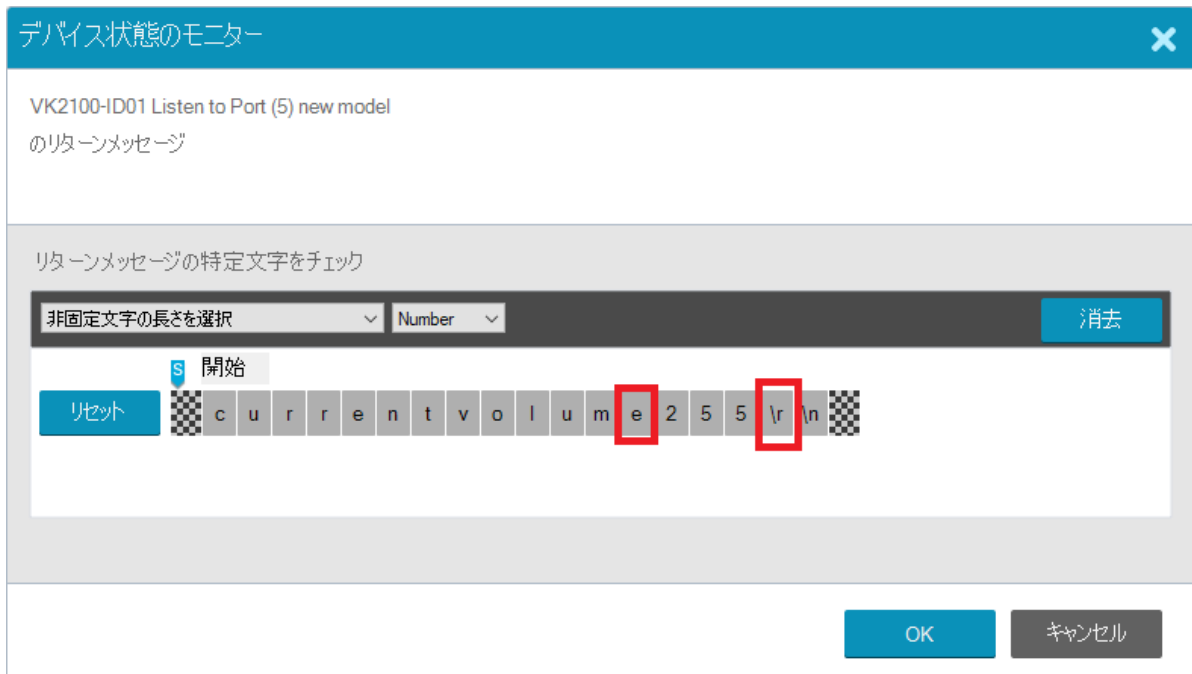 デバイス状態のモニター
VK2100-ID01 Listen to Port (5) new model
のリターンメッセージ
リターンメッセージの特定文字をチェック
非固定文字の長さを選択 Number 消去
S 開始
リセット c u r r e n t v o l u m e 2 5 5 \r \n
OK キャンセル